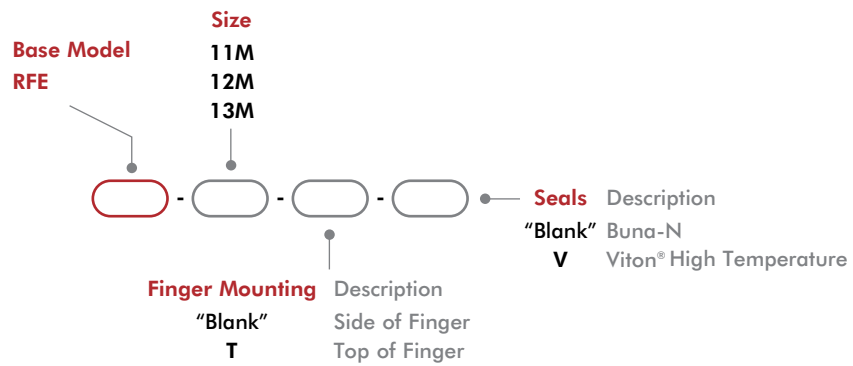 Size
Base Model
RFE
11M
12M
13M
- - -
Seals Description
“Blank” Buna-N
V Viton® High Temperature
Finger Mounting Description
“Blank” Side of Finger
T Top of Finger